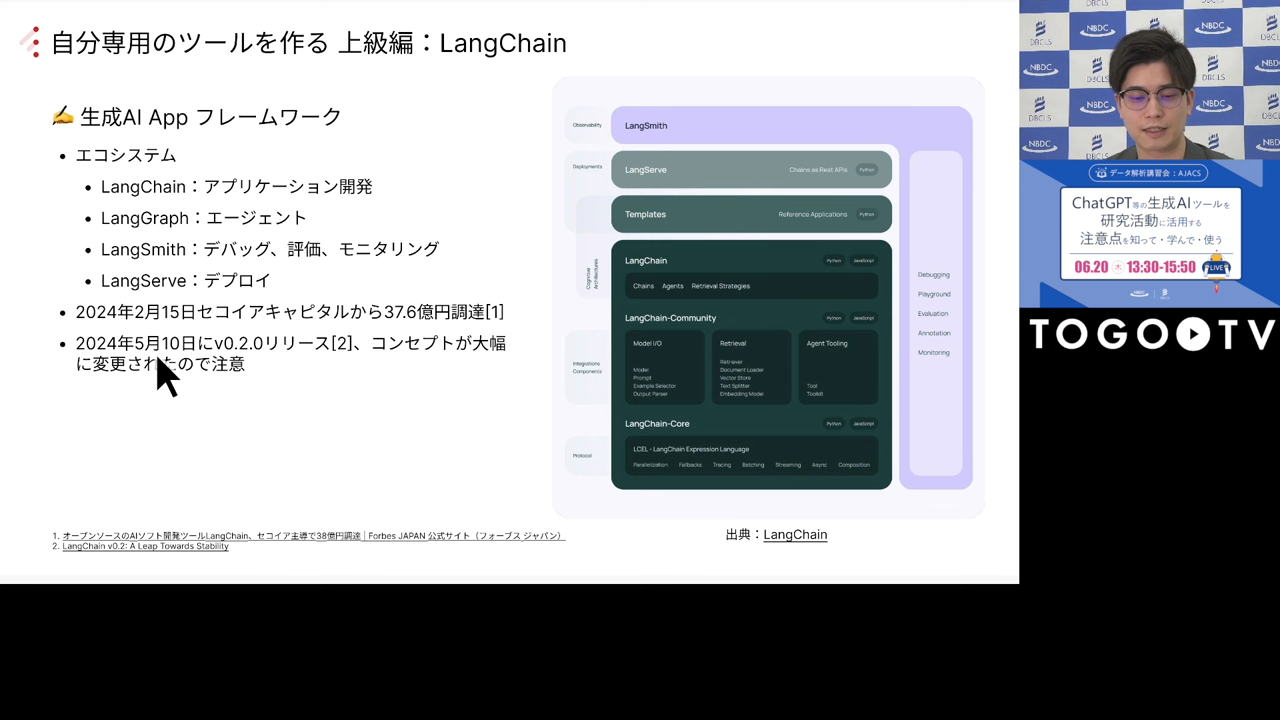 自分専用のツールを作る 上級編：LangChain
✍ 生成AI App フレームワーク
• エコシステム
• LangChain：アプリケーション開発
• LangGraph：エージェント
• LangSmith：デバッグ、評価、モニタリング
• LangServe：デプロイ
• 2024年2月15日セコイアキャピタルから37.6億円調達[1]
• 2024年5月10日にv0.2.0リリース[2]、コンセプトが大幅
に変更されたので注意
Observability
LangSmith
Deployments
LangServe
Chains as Rest APIs
Python
Templates
Reference Applications
Python
Cognitive
Architectures
LangChain
Python
JavaScript
Chains Agents Retrieval Strategies
LangChain-Community
Python
JavaScript
Integrations
Components
Model I/O
Model
Prompt
Example Selector
Output Parser
Retrieval
Retriever
Document Loader
Vector Store
Text Splitter
Embedding Model
Agent Tooling
Tool
Toolkit
LangChain-Core
Python
JavaScript
Protocol
LCEL - LangChain Expression Language
Parallelization Fallbacks Tracing Batching Streaming Async Composition
Debugging
Playground
Evaluation
Annotation
Monitoring
出典：LangChain
1. オープンソースのAIソフト開発ツールLangChain、セコイア主導で38億円調達 | Forbes JAPAN 公式サイト（フォーブス ジャパン）
2. LangChain v0.2: A Leap Towards Stability
NBDC
DBCLS
NBDC
DBCLS
NBDC
NBDC
データ解析講習会：AJACS
ChatGPT等の生成AIツールを
研究活動に活用する
注意点を知って・学んで・使う
06.20 木 13:30-15:50
LIVE
NBDC
TOGO TV